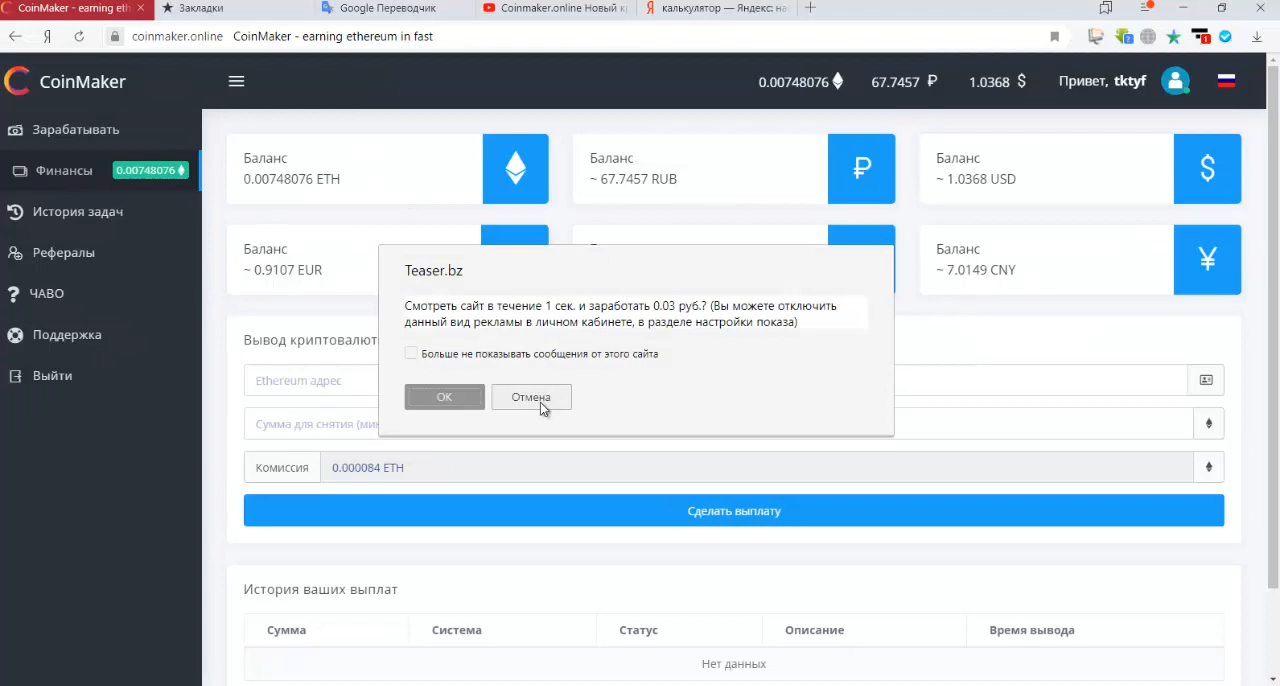 CoinMaker - earning eth
Закладки
Google Переводчик
Coinmaker.online Новый кр
калькулятор — Яндекс: на
coinmaker.online CoinMaker - earning ethereum in fast
CoinMaker
0.00748076
67.7457 ₽
1.0368 $
Привет, tktyf
Зарабатывать
Финансы 0.00748076
История задач
Рефералы
ЧАВО
Поддержка
Выйти
Баланс
0.00748076 ETH
Баланс
~ 67.7457 RUB
₽
Баланс
~ 1.0368 USD
$
Баланс
~ 0.9107 EUR
Баланс
~ 7.0149 CNY
¥
Teaser.bz
Смотреть сайт в течение 1 сек. и заработать 0.03 руб.? (Вы можете отключить
данный вид рекламы в личном кабинете, в разделе настройки показа)
Больше не показывать сообщения от этого сайта
OK
Отмена
Вывод криптовалют
Ethereum адрес
Сумма для снятия (ми
Комиссия 0.000084 ETH
Сделать выплату
История ваших выплат
Сумма Система Статус Описание Время вывода
Нет данных